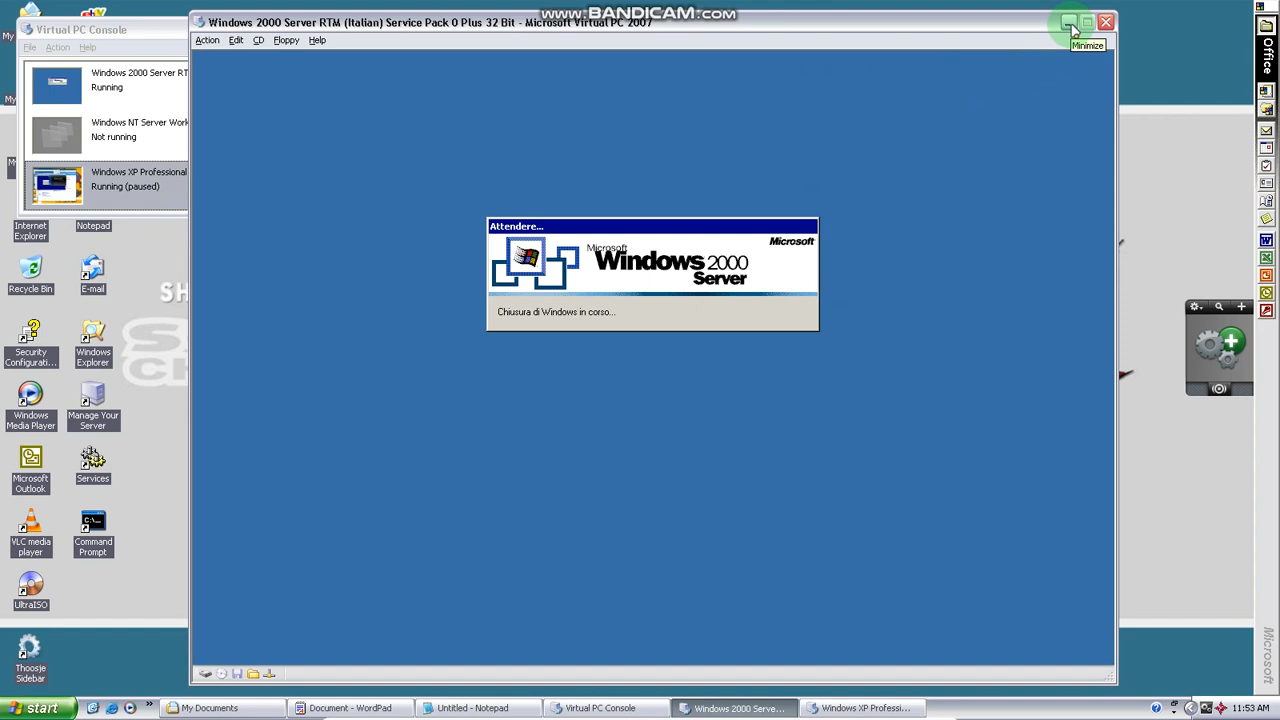 www.BANDICAM.com
Virtual PC Console
File Action Help
Windows 2000 Server RT
Running
Windows NT Server Work
Not running
Windows XP Professional
Running (paused)
Windows 2000 Server RTM (Italian) Service Pack 0 Plus 32 Bit - Microsoft Virtual PC 2007
Action Edit CD Floppy Help
Minimize
Attendere...
Microsoft
Microsoft
Windows 2000
Server
Chiusura di Windows in corso...
Internet Explorer
Notepad
Recycle Bin
E-mail
Security Configurati...
Windows Explorer
Windows Media Player
Manage Your Server
Microsoft Outlook
Services
VLC media player
Command Prompt
UltraISO
Thoosje Sidebar
Office
Microsoft
start
My Documents
Document - WordPad
Untitled - Notepad
Virtual PC Console
Windows 2000 Serve...
Windows XP Professi...
11:53 AM